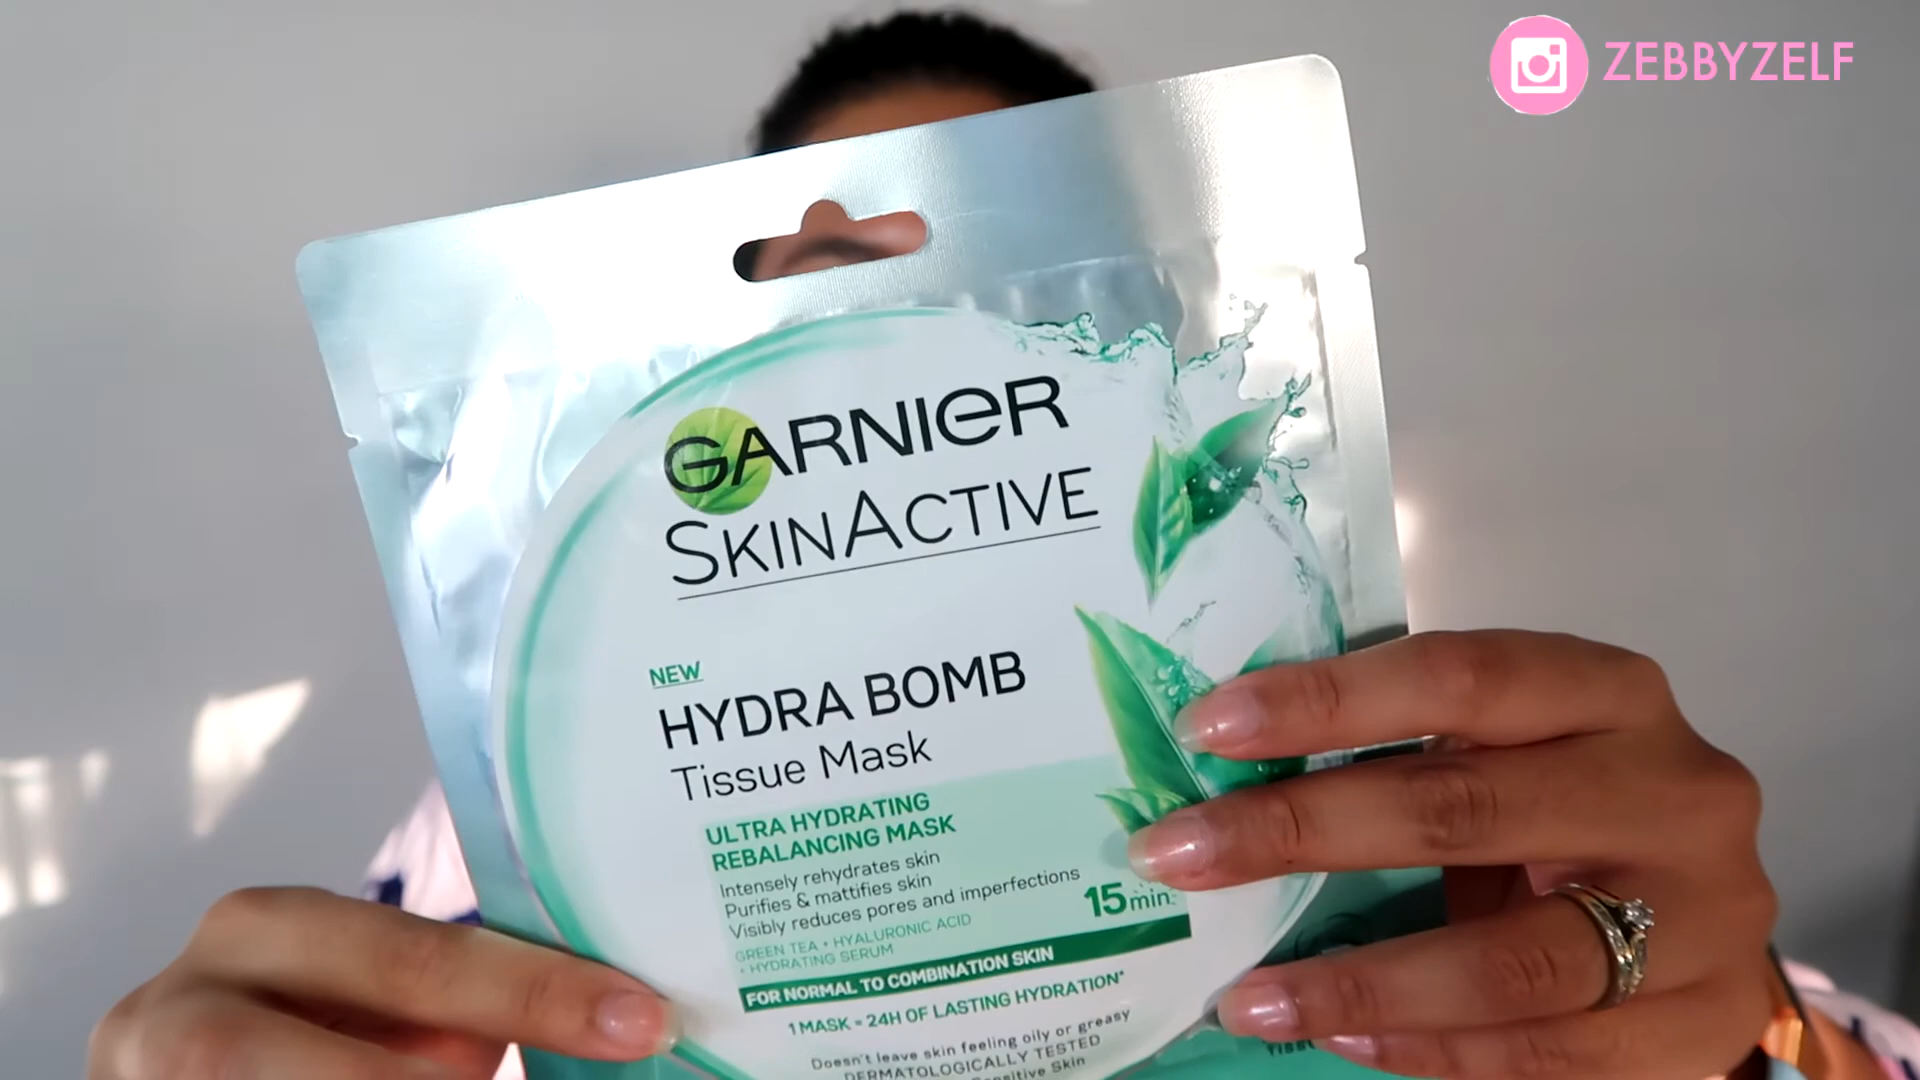 ZEBBYZELF
GARNIER
SKINACTIVE
NEW
HYDRA BOMB
Tissue Mask
ULTRA HYDRATING
REBALANCING MASK
Intensely rehydrates skin
Purifies & mattifies skin
Visibly reduces pores and imperfections
15 min.
GREEN TEA + HYALURONIC ACID
+ HYDRATING SERUM
FOR NORMAL TO COMBINATION SKIN
1 MASK = 24H OF LASTING HYDRATION*
Doesn't leave skin feeling oily or greasy
DERMATOLOGICALLY TESTED
Sensitive Skin